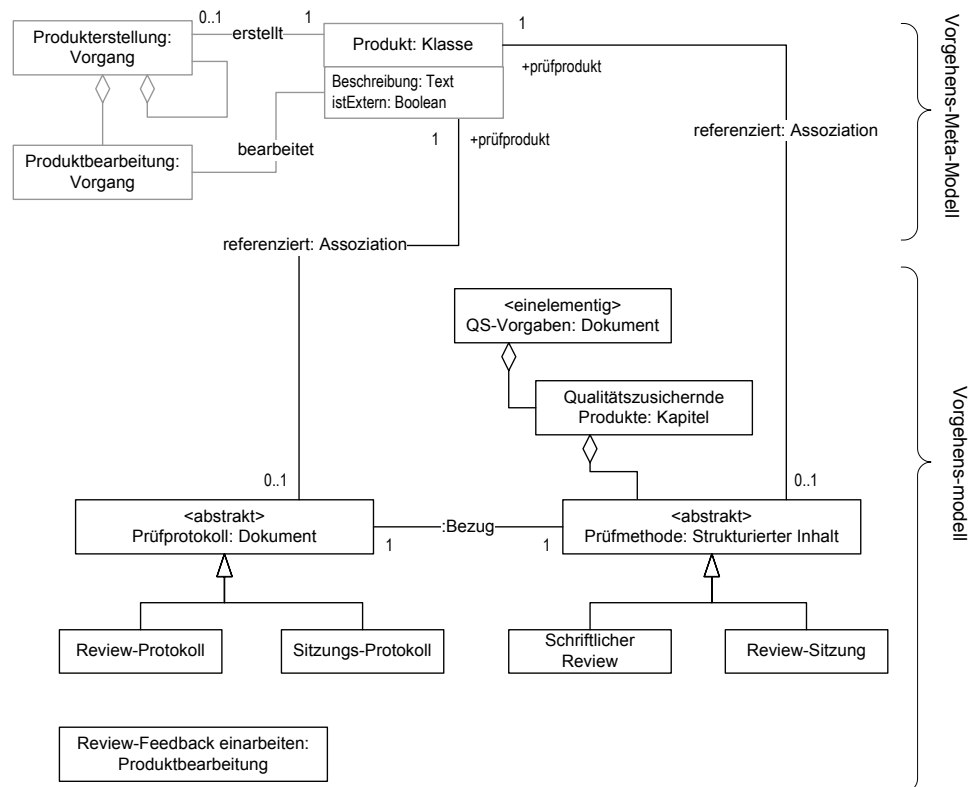 0..1
1
1
Produkterstellung:
Vorgang
erstellt
Produkt: Klasse
+prüfprodukt
Beschreibung: Text
istExtern: Boolean
1
+prüfprodukt
referenziert: Assoziation
Vorgehens-Meta-Modell
bearbeitet
Produktbearbeitung:
Vorgang
referenziert: Assoziation
<einelementig>
QS-Vorgaben: Dokument
Qualitätszusichernde
Produkte: Kapitel
Vorgehens-modell
0..1
0..1
<abstrakt>
Prüfprotokoll: Dokument
1
:Bezug
1
<abstrakt>
Prüfmethode: Strukturierter Inhalt
Review-Protokoll
Sitzungs-Protokoll
Schriftlicher
Review
Review-Sitzung
Review-Feedback einarbeiten:
Produktbearbeitung